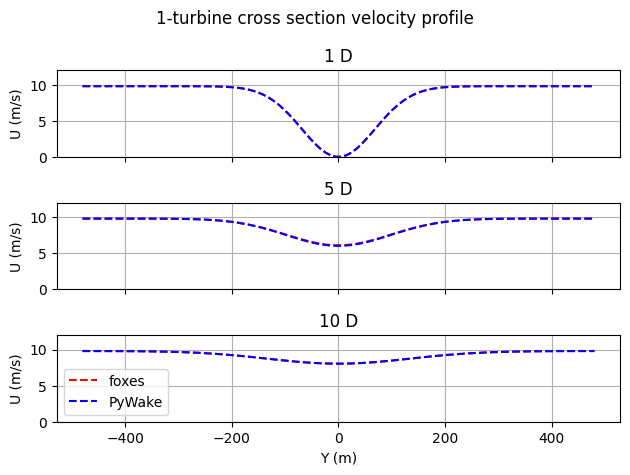 1-turbine cross section velocity profile
1 D
10
5
0
U (m/s)
5 D
10
5
0
U (m/s)
10 D
10
5
0
U (m/s)
foxes
PyWake
−400 −200 0 200 400
Y (m)